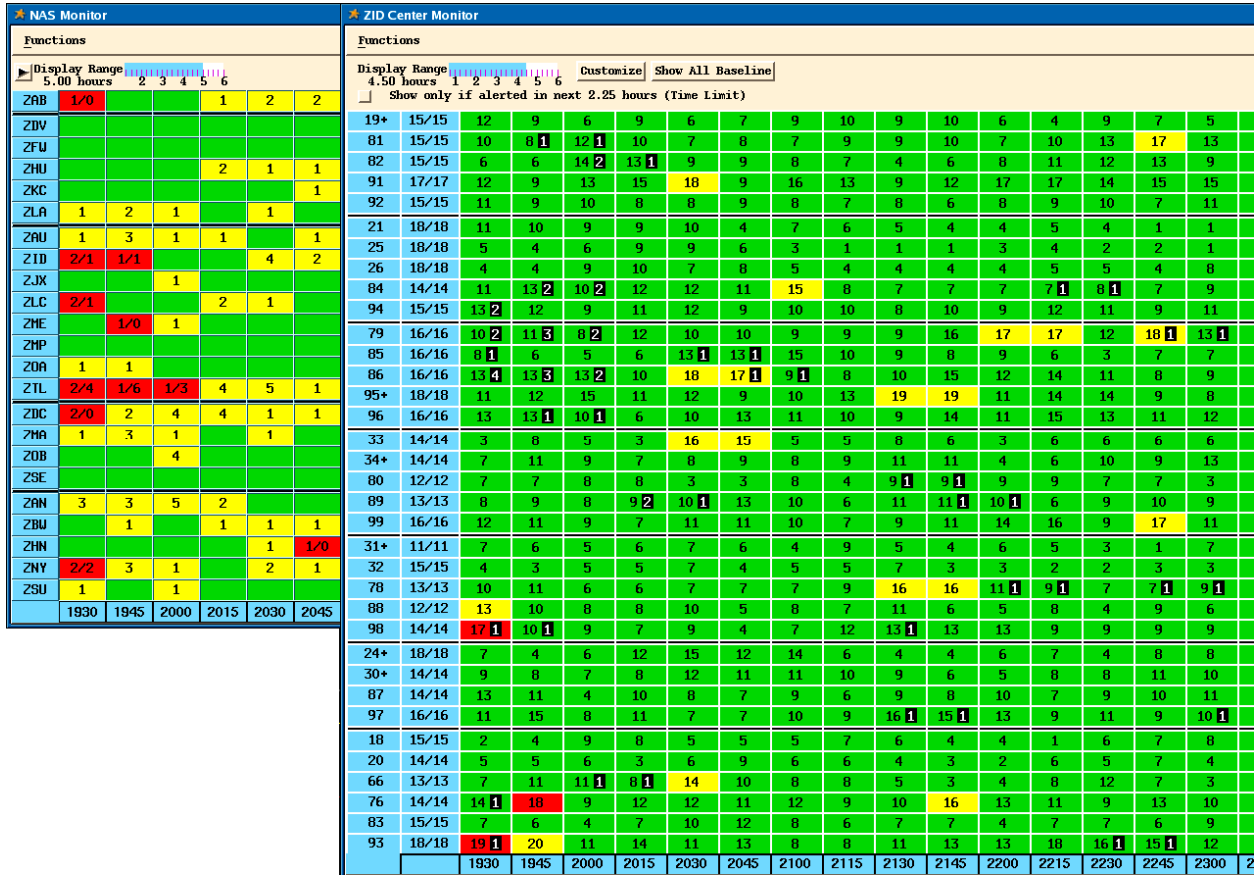 NAS Monitor
Functions
Display Range
5.00 hours 2 3 4 5 6
ZAB 1/0 1 2 2
ZDV
ZFW
ZHU 2 1 1
ZKC 1
ZLA 1 2 1 1
ZAU 1 3 1 1 1
ZID 2/1 1/1 4 2
ZJX 1
ZLC 2/1 2 1
ZME 1/0 1
ZMP
ZOA 1 1
ZTL 2/4 1/6 1/3 4 5 1
ZDC 2/0 2 4 4 1 1
ZMA 1 3 1 1
ZOB 4
ZSE
ZAN 3 3 5 2
ZBW 1 1 1 1
ZHN 1 1/0
ZNY 2/2 3 1 2 1
ZSU 1 1
1930 1945 2000 2015 2030 2045
ZID Center Monitor
Functions
Display Range
4.50 hours 1 2 3 4 5 6
Customize Show All Baseline
Show only if alerted in next 2.25 hours (Time Limit)
19+ 15/15 12 9 6 9 6 7 9 10 9 10 6 4 9 7 5
81 15/15 10 8 1 12 1 10 7 8 7 9 9 10 7 10 13 17 13
82 15/15 6 6 14 2 13 1 9 9 8 7 4 6 8 11 12 13 9
91 17/17 12 9 13 15 18 9 16 13 9 12 17 17 14 15 15
92 15/15 11 9 10 8 8 9 8 7 8 6 8 9 10 7 11
21 18/18 11 10 9 9 10 4 7 6 5 4 4 5 4 1 1
25 18/18 5 4 6 9 9 6 3 1 1 1 3 4 2 2 1
26 18/18 4 4 9 10 7 8 5 4 4 4 4 5 5 4 8
84 14/14 11 13 2 10 2 12 12 11 15 8 7 7 7 7 1 8 1 7 9
94 15/15 13 2 12 9 11 12 9 10 10 8 10 9 12 11 9 11
79 16/16 10 2 11 3 8 2 12 10 10 9 9 9 16 17 17 12 18 1 13 1
85 16/16 8 1 6 5 6 13 1 13 1 15 10 9 8 9 6 3 7 7
86 16/16 13 4 13 3 13 2 10 18 17 1 9 1 8 10 15 12 14 11 8 9
95+ 18/18 11 12 15 11 12 9 10 13 19 19 11 14 14 9 8
96 16/16 13 13 1 10 1 6 10 13 11 10 9 14 11 15 13 11 12
33 14/14 3 8 5 3 16 15 5 5 8 6 3 6 6 6 6
34+ 14/14 7 11 9 7 8 9 8 9 11 11 4 6 10 9 13
80 12/12 7 7 8 8 3 3 8 4 9 1 9 1 9 9 7 7 3
89 13/13 8 9 8 9 2 10 1 13 10 6 11 11 1 10 1 6 9 10 9
99 16/16 12 11 9 7 11 11 10 7 9 11 14 16 9 17 11
31+ 11/11 7 6 5 6 7 6 4 9 5 4 6 5 3 1 7
32 15/15 4 3 5 5 7 4 5 5 7 3 3 2 2 3 3
78 13/13 10 11 6 6 7 7 7 9 16 16 11 1 9 1 7 7 1 9 1
88 12/12 13 10 8 8 10 5 8 7 11 6 5 8 4 9 6
98 14/14 17 1 10 1 9 7 9 4 7 12 13 1 13 13 9 9 9 9
24+ 18/18 7 4 6 12 15 12 14 6 4 4 6 7 4 8 8
30+ 14/14 9 8 7 8 12 11 11 10 9 6 5 8 8 11 10
87 14/14 13 11 4 10 8 7 9 6 9 8 10 7 9 10 11
97 16/16 11 15 8 11 7 7 10 9 16 1 15 1 13 9 11 9 10 1
18 15/15 2 4 9 8 5 5 5 7 6 4 4 1 6 7 8
20 14/14 5 5 6 3 6 9 6 6 4 3 2 6 5 7 4
66 13/13 7 11 11 1 8 1 14 10 8 8 5 3 4 8 12 7 3
76 14/14 14 1 18 9 12 12 11 12 9 10 16 13 11 9 13 10
83 15/15 7 6 4 7 10 12 8 6 7 7 4 7 7 6 9
93 18/18 19 1 20 11 14 11 13 8 8 11 13 13 18 16 1 15 1 12
1930 1945 2000 2015 2030 2045 2100 2115 2130 2145 2200 2215 2230 2245 2300 2